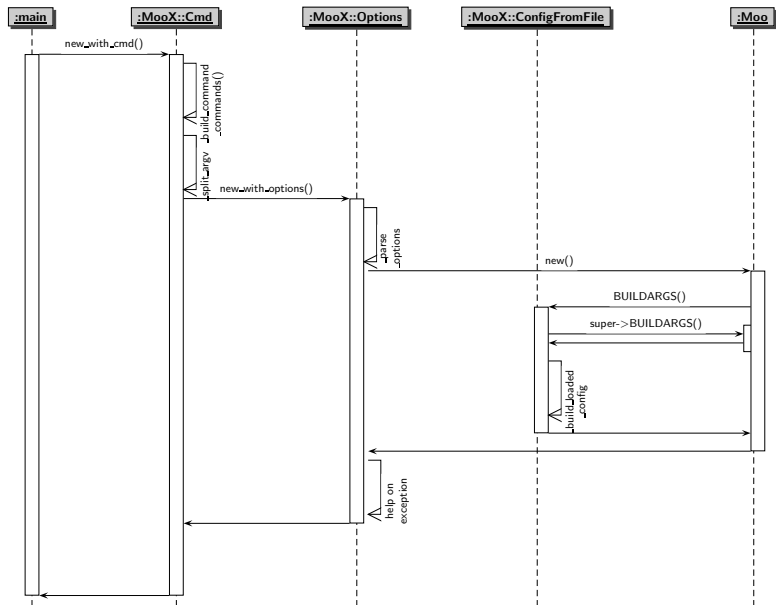 :main
:MooX::Cmd
:MooX::Options
:MooX::ConfigFromFile
:Moo
new_with_cmd()
_build_command
_commands()
_split_argv
new_with_options()
parse
_options
new()
BUILDARGS()
super->BUILDARGS()
_build_loaded
_config
help on
exception